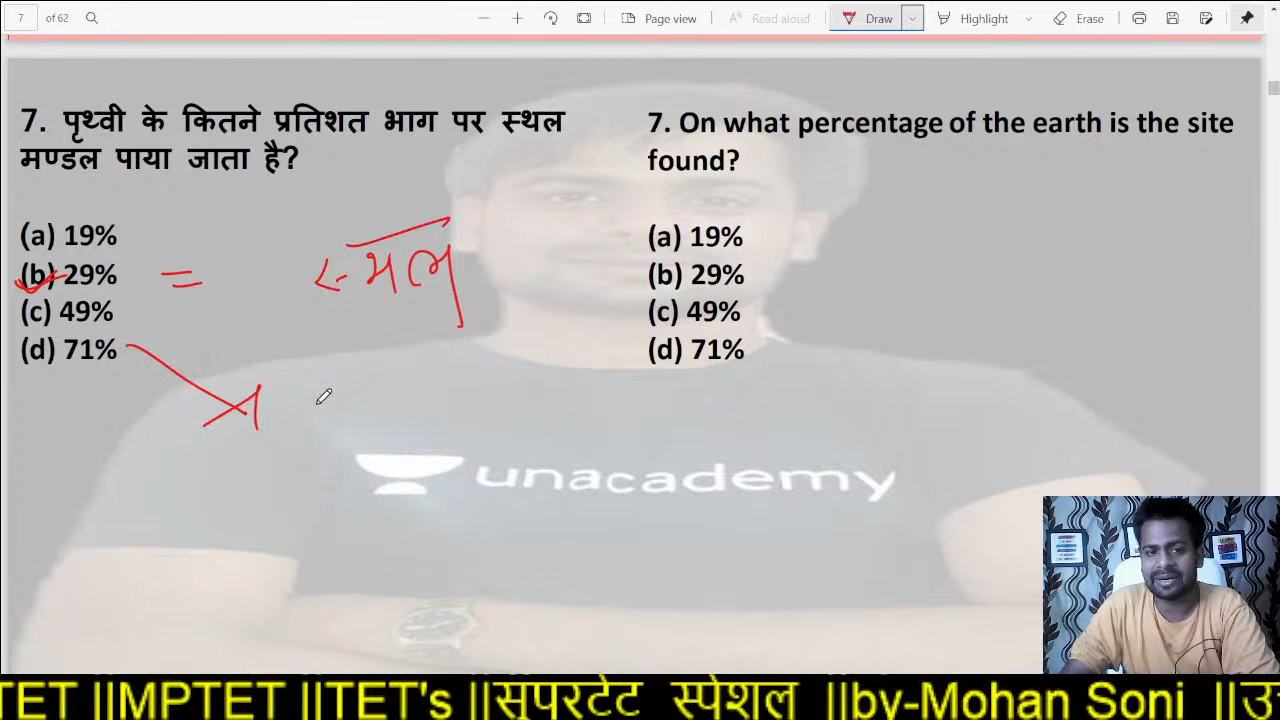 7 of 62
Page view
Read aloud
Draw
Highlight
Erase
7. पृथ्वी के कितने प्रतिशत भाग पर स्थल
मण्डल पाया जाता है?
(a) 19%
(b) 29% =
(c) 49%
(d) 71%
7. On what percentage of the earth is the site
found?
(a) 19%
(b) 29%
(c) 49%
(d) 71%
unacademy
TET ||MPTET ||TET's ||सुपरटेट स्पेशल ||by-Mohan Soni ||उ